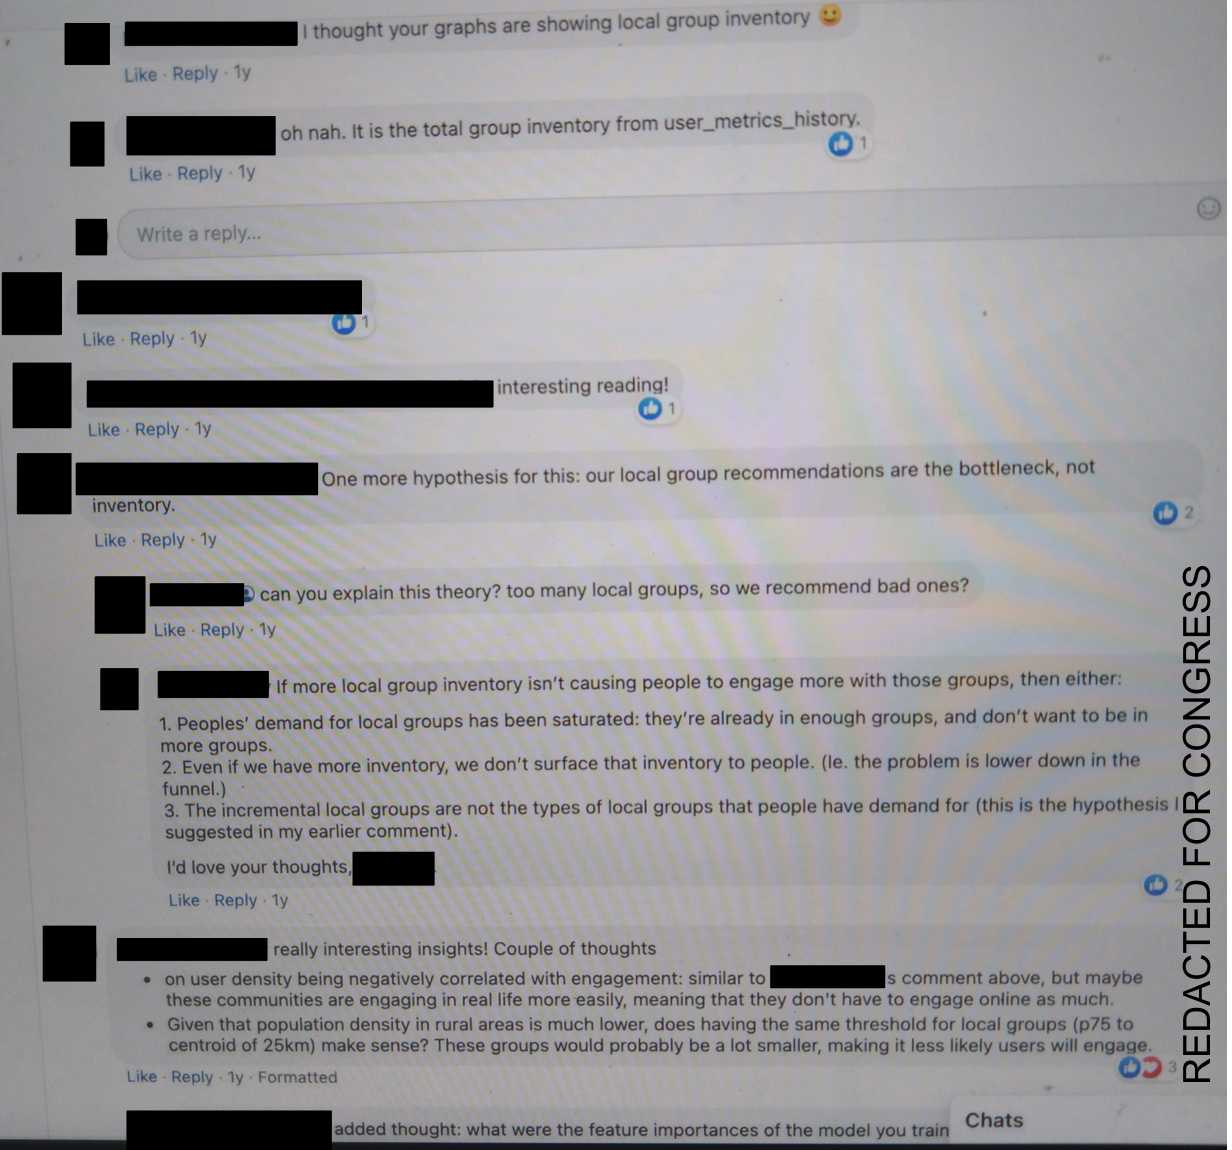 I thought your graphs are showing local group inventory 🙂
Like · Reply · 1y
oh nah. It is the total group inventory from user_metrics_history.
1
Like · Reply · 1y
Write a reply...
1
Like · Reply · 1y
interesting reading!
1
Like · Reply · 1y
One more hypothesis for this: our local group recommendations are the bottleneck, not
inventory.
2
Like · Reply · 1y
can you explain this theory? too many local groups, so we recommend bad ones?
Like · Reply · 1y
If more local group inventory isn't causing people to engage more with those groups, then either:
1. Peoples' demand for local groups has been saturated: they're already in enough groups, and don't want to be in
more groups.
2. Even if we have more inventory, we don't surface that inventory to people. (Ie. the problem is lower down in the
funnel.)
3. The incremental local groups are not the types of local groups that people have demand for (this is the hypothesis I
suggested in my earlier comment).
I'd love your thoughts,
2
Like · Reply · 1y
really interesting insights! Couple of thoughts
• on user density being negatively correlated with engagement: similar to s comment above, but maybe
these communities are engaging in real life more easily, meaning that they don't have to engage online as much.
• Given that population density in rural areas is much lower, does having the same threshold for local groups (p75 to
centroid of 25km) make sense? These groups would probably be a lot smaller, making it less likely users will engage.
3
Like · Reply · 1y · Formatted
added thought: what were the feature importances of the model you train
Chats
REDACTED FOR CONGRESS